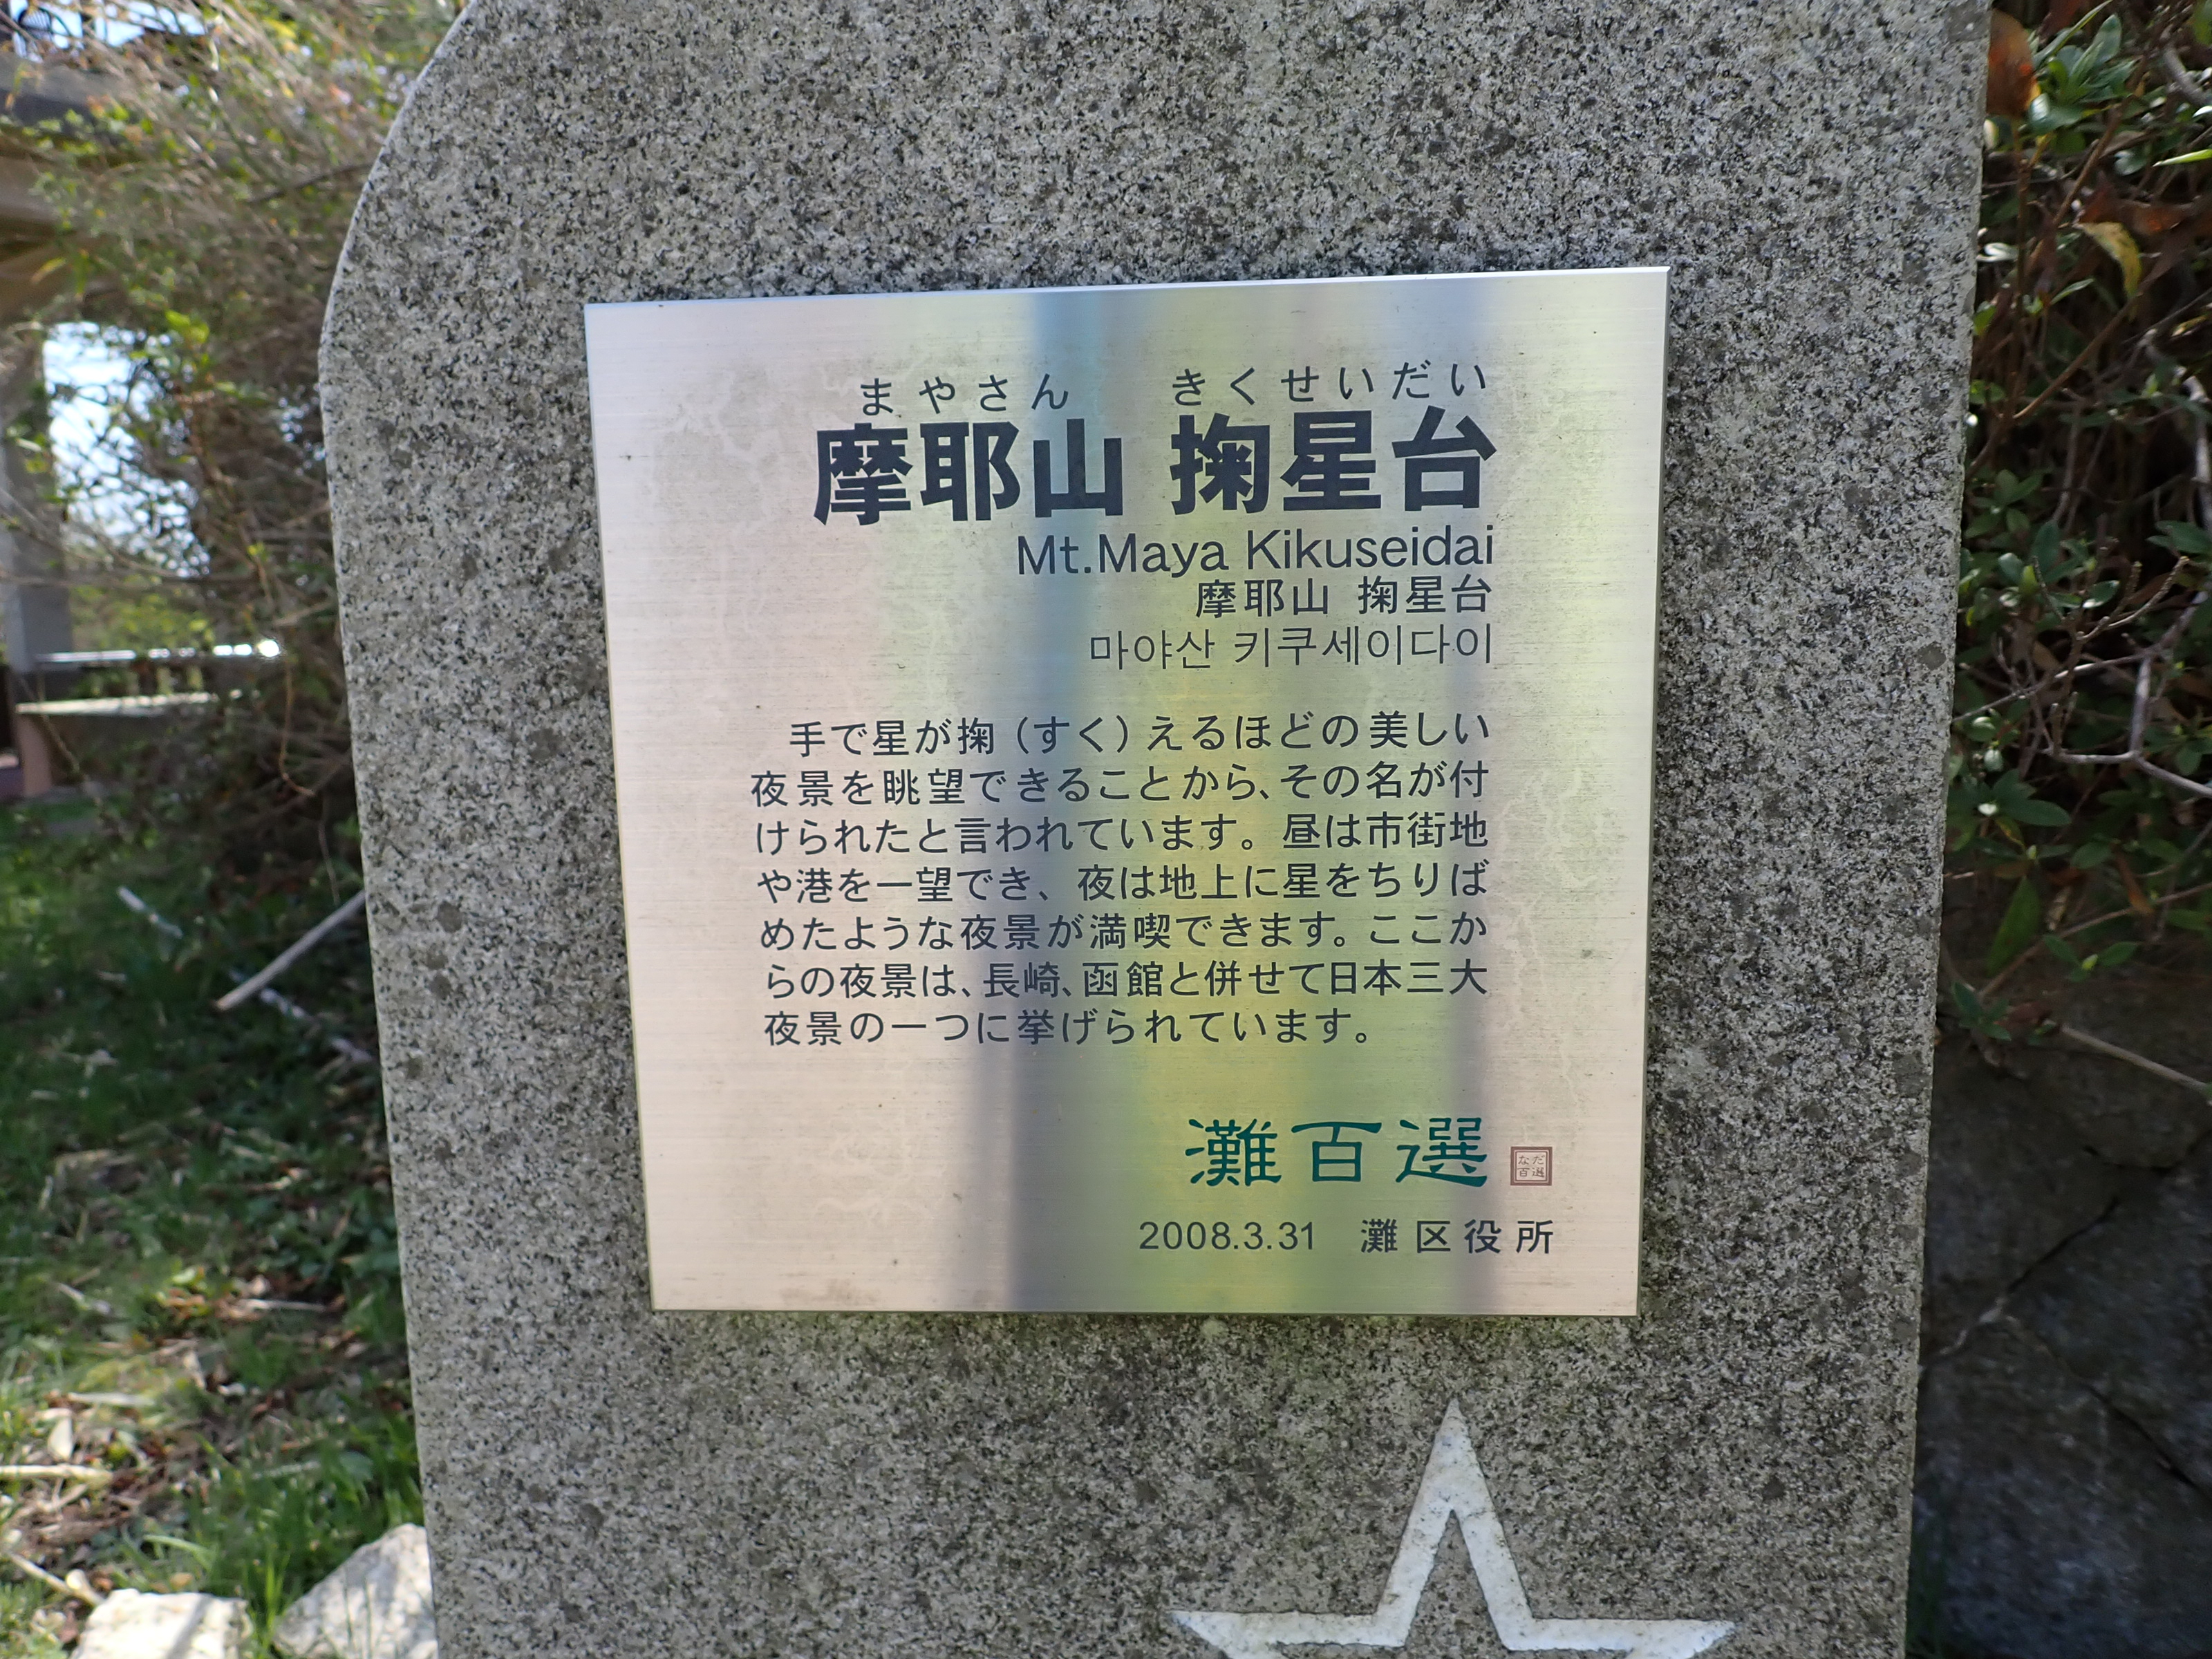 まやさん きくせいだい
摩耶山 掬星台
Mt.Maya Kikuseidai
摩耶山 掬星台
마야산 키쿠세이다이
手で星が掬（すく）えるほどの美しい
夜景を眺望できることから、その名が付
けられたと言われています。昼は市街地
や港を一望でき、夜は地上に星をちりば
めたような夜景が満喫できます。ここか
らの夜景は、長崎、函館と併せて日本三大
夜景の一つに挙げられています。
灘百選
なだ
百選
2008.3.31 灘区役所